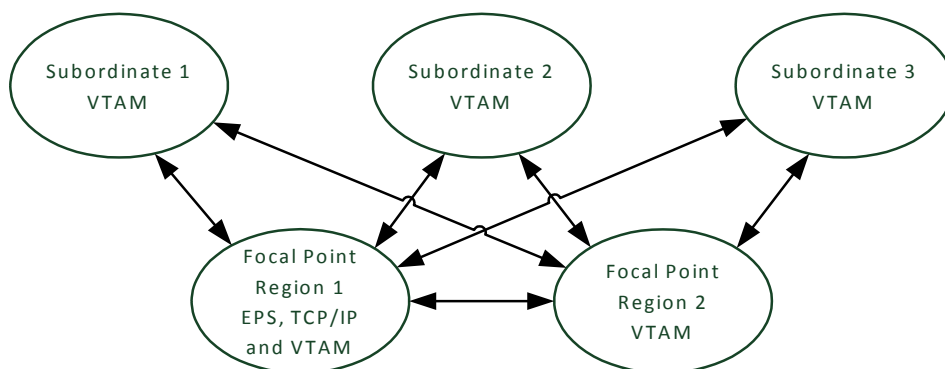 Subordinate 1
VTAM
Subordinate 2
VTAM
Subordinate 3
VTAM
Focal Point
Region 1
EPS, TCP/IP
and VTAM
Focal Point
Region 2
VTAM